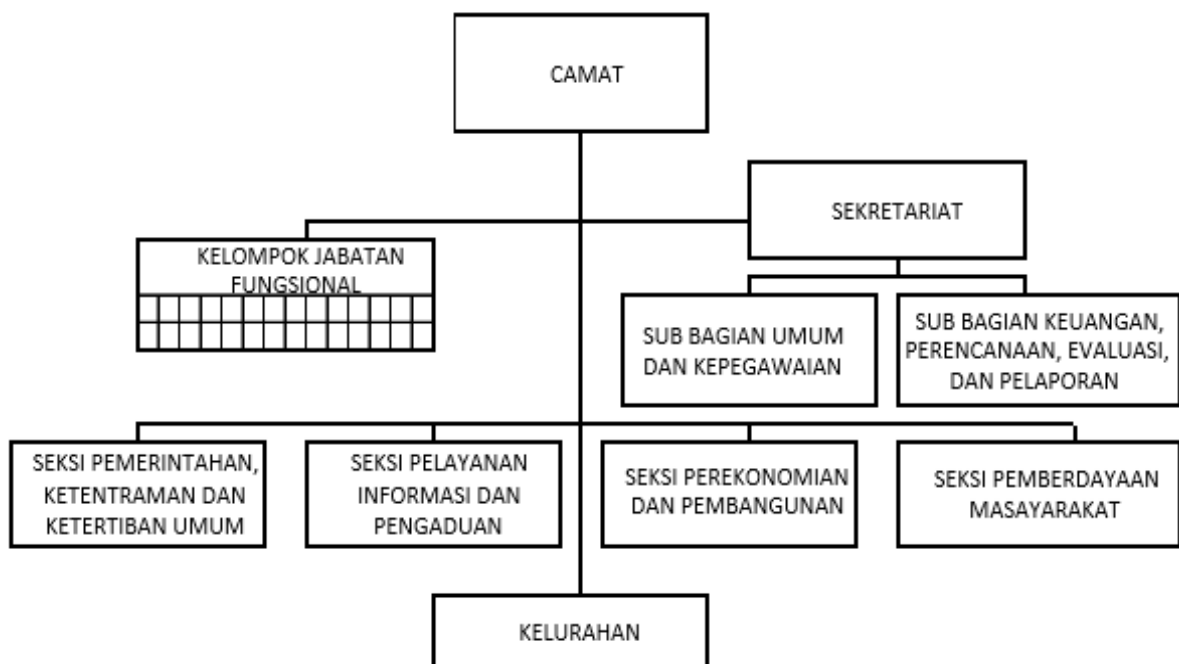 CAMAT
SEKRETARIAT
KELOMPOK JABATAN
FUNGSIONAL
SUB BAGIAN UMUM
DAN KEPEGAWAIAN
SUB BAGIAN KEUANGAN,
PERENCANAAN, EVALUASI,
DAN PELAPORAN
SEKSI PEMERINTAHAN,
KETENTRAMAN DAN
KETERTIBAN UMUM
SEKSI PELAYANAN
INFORMASI DAN
PENGADUAN
SEKSI PEREKONOMIAN
DAN PEMBANGUNAN
SEKSI PEMBERDAYAAN
MASAYARAKAT
KELURAHAN